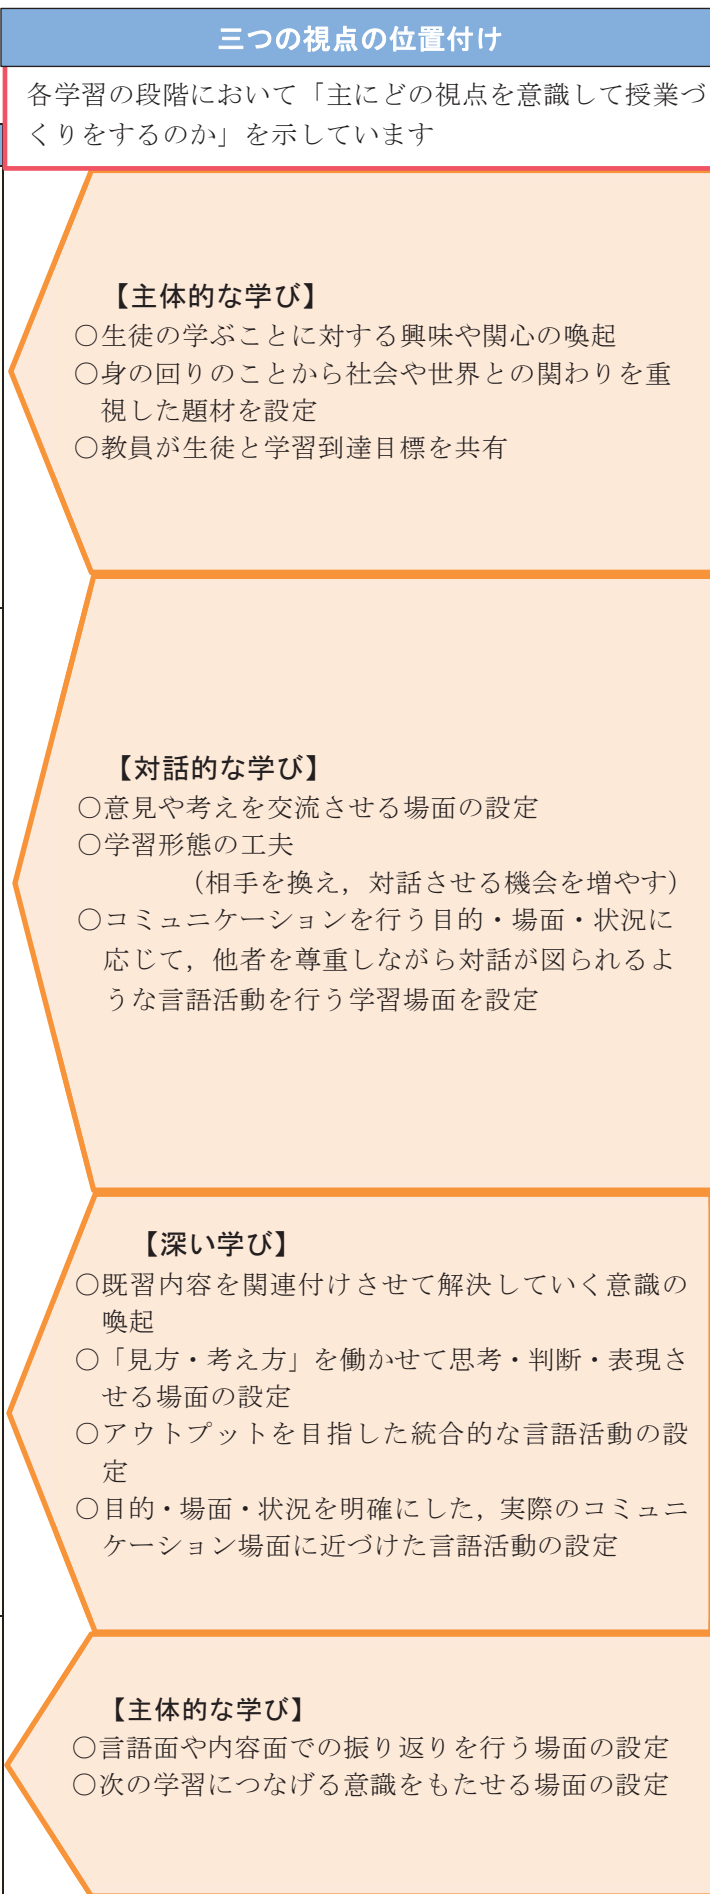 三つの視点の位置付け
各学習の段階において「主にどの視点を意識して授業づ
くりをするのか」を示しています
【主体的な学び】
○生徒の学ぶことに対する興味や関心の喚起
○身の回りのことから社会や世界との関わりを重
視した題材を設定
○教員が生徒と学習到達目標を共有
【対話的な学び】
○意見や考えを交流させる場面の設定
○学習形態の工夫
（相手を換え，対話させる機会を増やす）
○コミュニケーションを行う目的・場面・状況に
応じて，他者を尊重しながら対話が図られるよ
うな言語活動を行う学習場面を設定
【深い学び】
○既習内容を関連付けさせて解決していく意識の
喚起
○「見方・考え方」を働かせて思考・判断・表現さ
せる場面の設定
○アウトプットを目指した統合的な言語活動の設
定
○目的・場面・状況を明確にした，実際のコミュニ
ケーション場面に近づけた言語活動の設定
【主体的な学び】
○言語面や内容面での振り返りを行う場面の設定
○次の学習につなげる意識をもたせる場面の設定